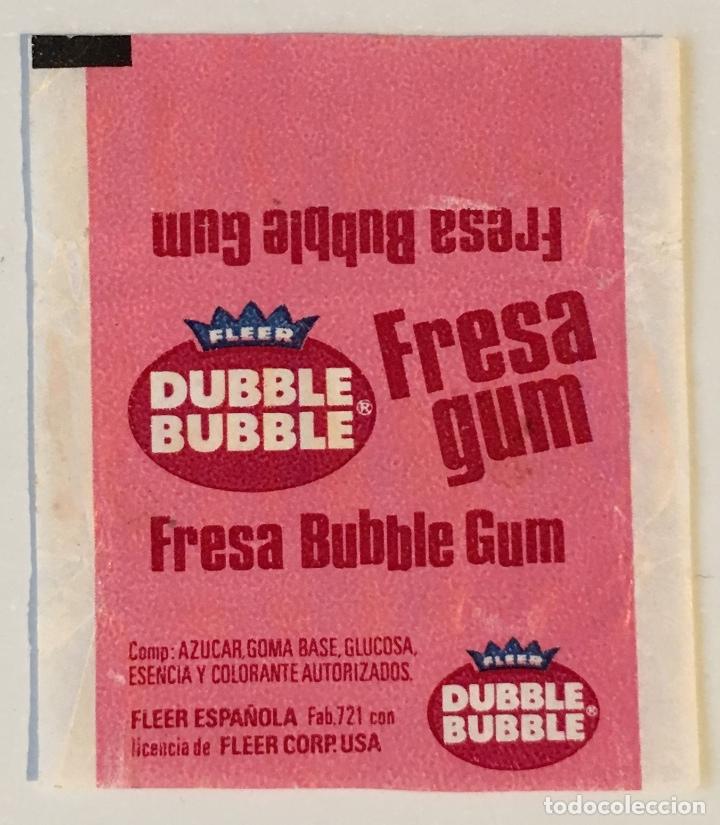 Fresa Bubble Gum
FLEER
DUBBLE
BUBBLE®
Fresa
gum
Fresa Bubble Gum
Comp: AZUCAR, GOMA BASE, GLUCOSA,
ESENCIA Y COLORANTE AUTORIZADOS.
FLEER ESPAÑOLA Fab.721 con
licencia de FLEER CORP. USA
FLEER
DUBBLE
BUBBLE®
todocoleccion